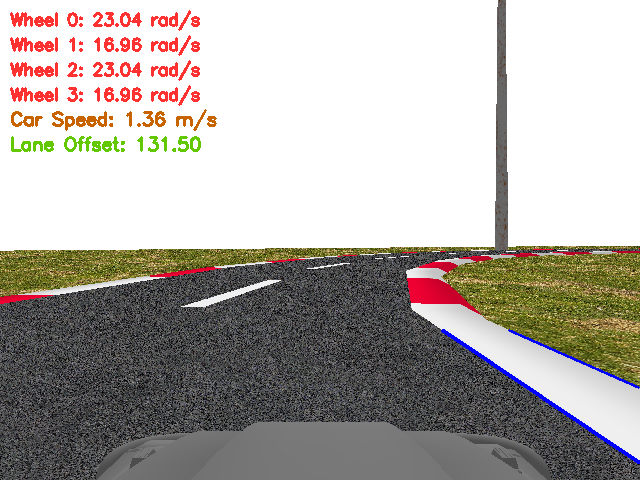 Wheel 0: 23.04 rad/s
Wheel 1: 16.96 rad/s
Wheel 2: 23.04 rad/s
Wheel 3: 16.96 rad/s
Car Speed: 1.36 m/s
Lane Offset: 131.50